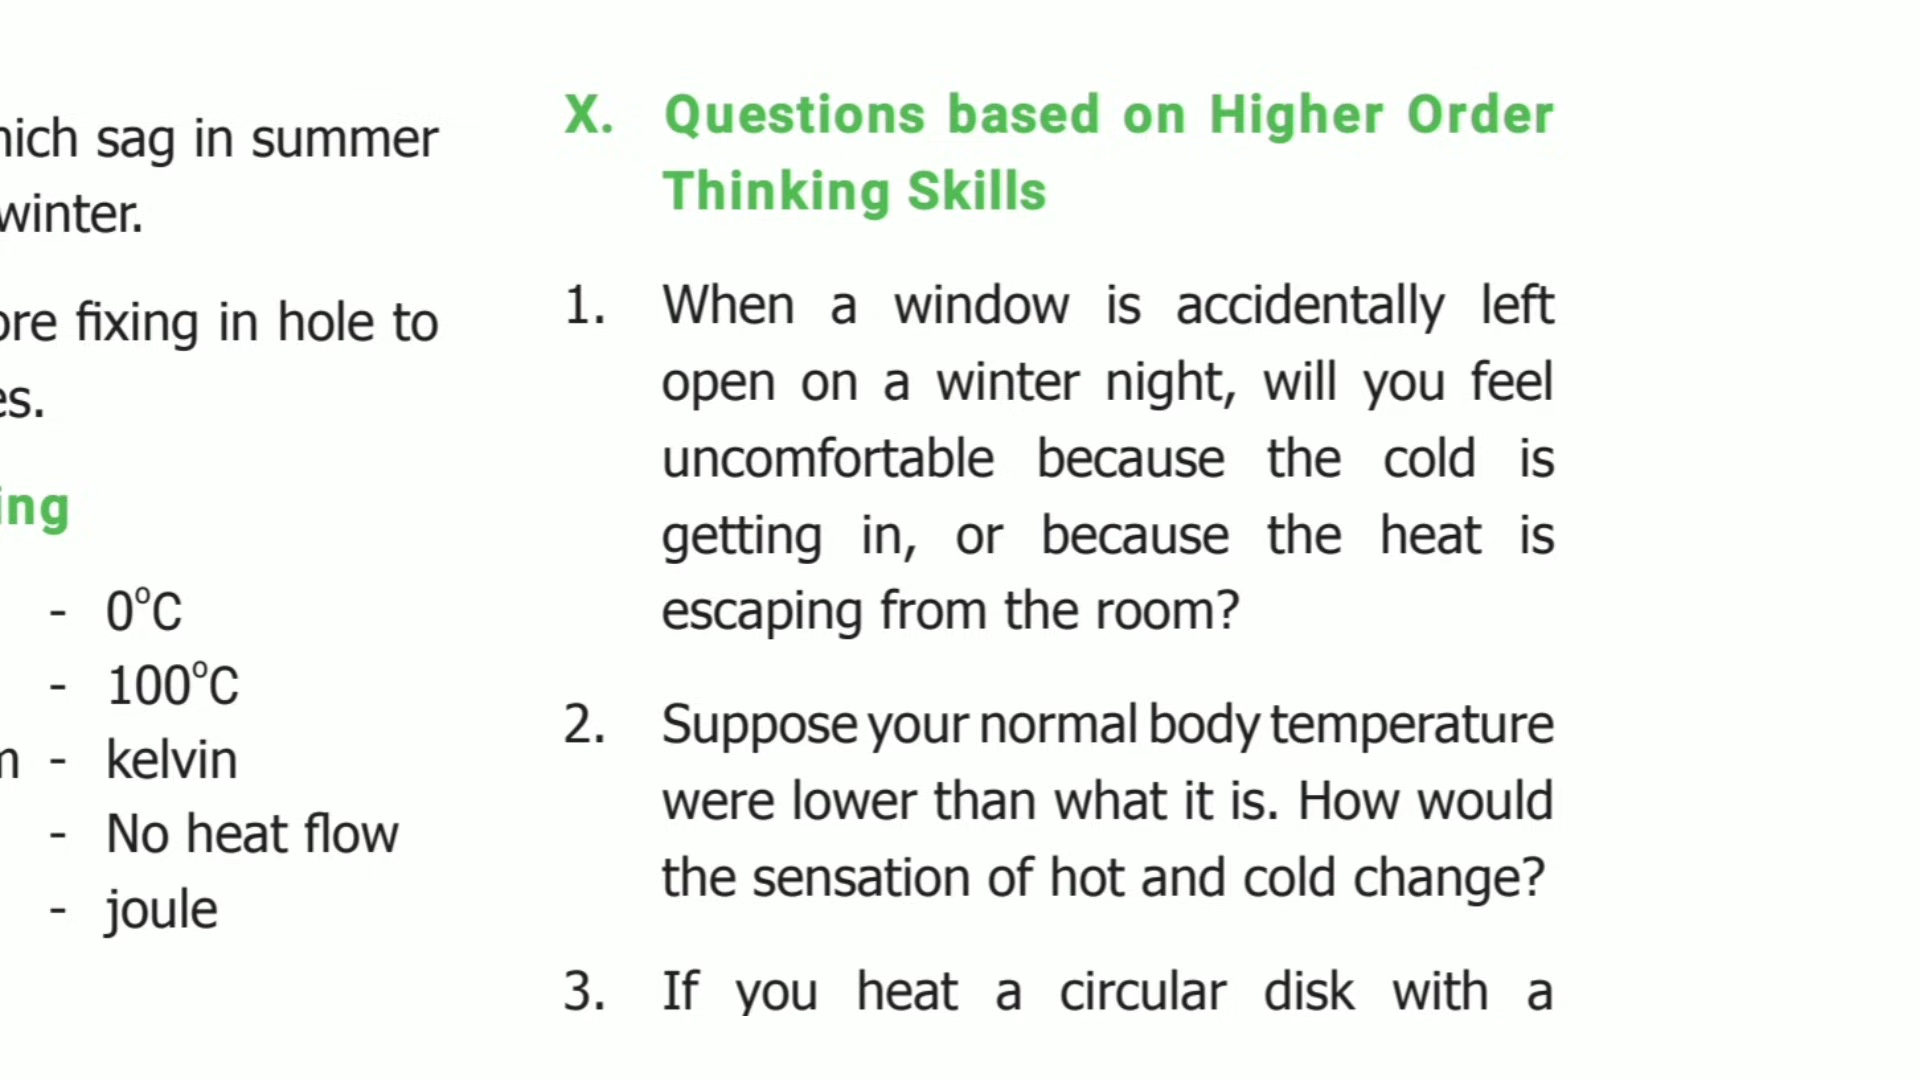 sag in summer
winter.
fixing in hole to
- 0°C
- 100°C
- kelvin
- No heat flow
- joule
X. Questions based on Higher Order
Thinking Skills
1. When a window is accidentally left
open on a winter night, will you feel
uncomfortable because the cold is
getting in, or because the heat is
escaping from the room?
2. Suppose your normal body temperature
were lower than what it is. How would
the sensation of hot and cold change?
3. If you heat a circular disk with a